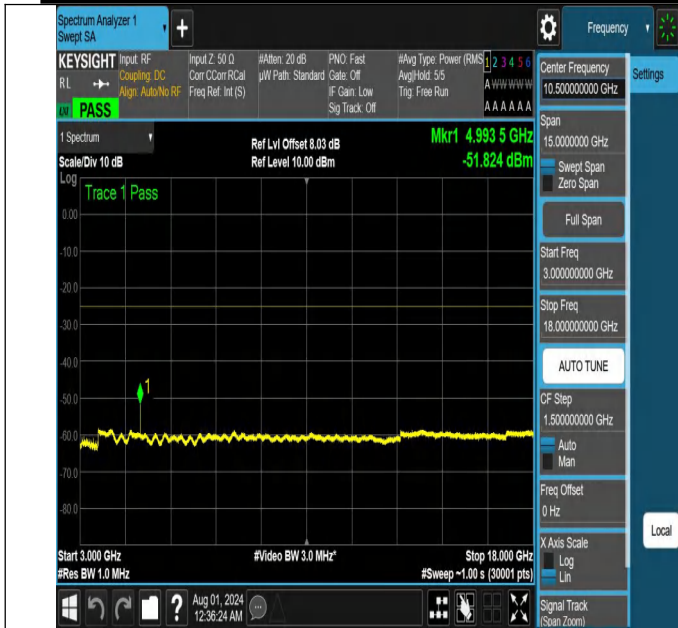 Spectrum Analyzer 1
Swept SA
+
Frequency
KEYSIGHT
RL
PASS
Input: RF
Coupling: DC
Align: Auto/No RF
Input Z: 50 Ω
Corr CCorr RCal
Freq Ref: Int (S)
#Atten: 20 dB
µW Path: Standard
PNO: Fast
Gate: Off
IF Gain: Low
Sig Track: Off
#Avg Type: Power (RMS
Avg|Hold: 5/5
Trig: Free Run
1 2 3 4 5 6
A W W W W W
A A A A A A
1 Spectrum
Scale/Div 10 dB
Ref Lvl Offset 8.03 dB
Ref Level 10.00 dBm
Mkr1 4.993 5 GHz
-51.824 dBm
Log
Trace 1 Pass
0.00
-10.0
-20.0
-30.0
-40.0
-50.0
-60.0
-70.0
-80.0
1
Start 3.000 GHz
#Res BW 1.0 MHz
#Video BW 3.0 MHz*
Stop 18.000 GHz
#Sweep ~1.00 s (30001 pts)
Aug 01, 2024
12:36:24 AM
?
Center Frequency
10.500000000 GHz
Settings
Span
15.0000000 GHz
Swept Span
Zero Span
Full Span
Start Freq
3.000000000 GHz
Stop Freq
18.000000000 GHz
AUTO TUNE
CF Step
1.500000000 GHz
Auto
Man
Freq Offset
0 Hz
X Axis Scale
Log
Lin
Local
Signal Track
(Span Zoom)